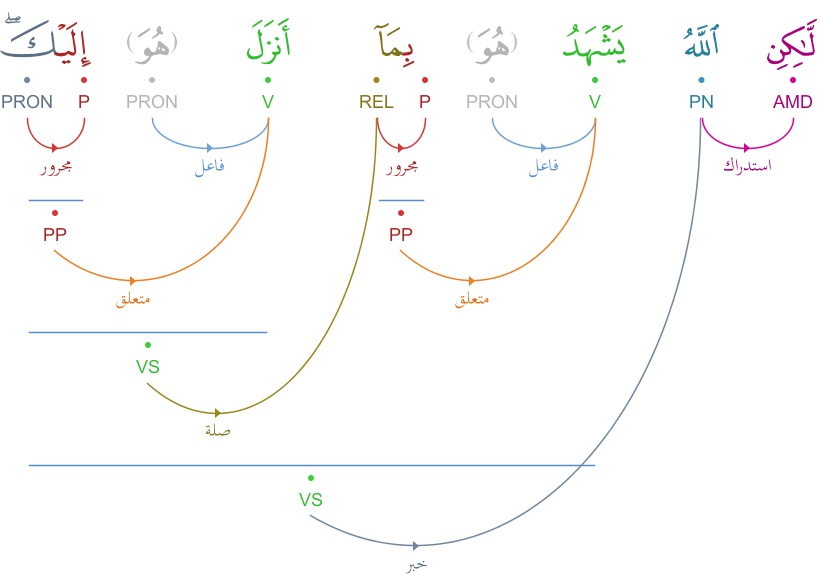 لَّٰكِنِ ٱللَّهُ يَشْهَدُ (هُوَ) بِمَآ أَنزَلَ (هُوَ) إِلَيْكَ ۖ
AMD PN V PRON P REL V PRON P PRON
استدراك فاعل مجرور فاعل مجرور
PP PP
متعلق متعلق
VS
صلة
VS
خبر